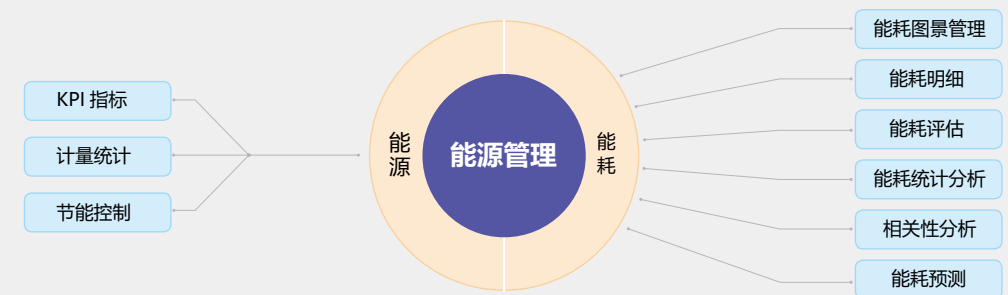 KPI 指标
计量统计
节能控制
能源
能源管理
能耗
能耗图景管理
能耗明细
能耗评估
能耗统计分析
相关性分析
能耗预测